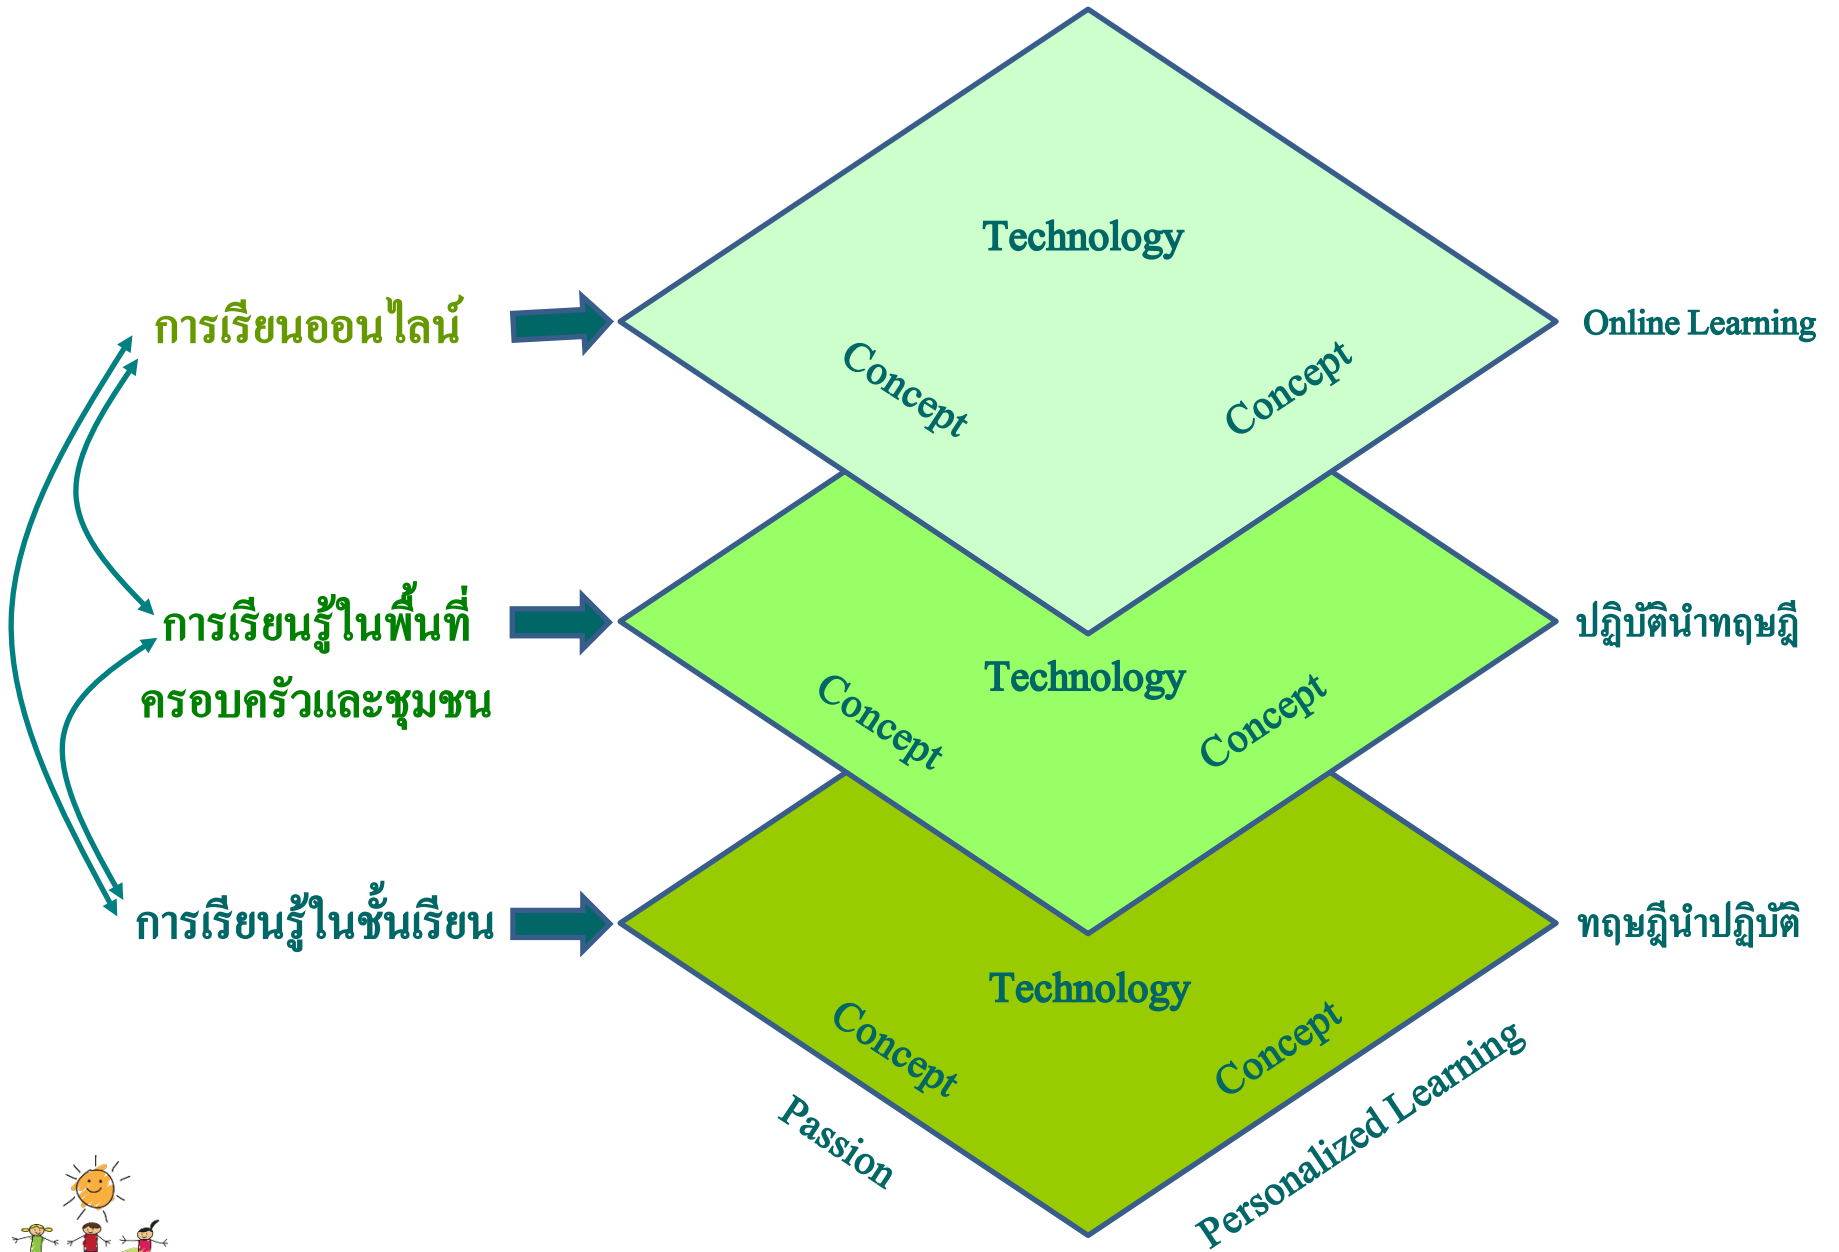 Technology
การเรียนออนไลน์
Online Learning
Concept
Concept
การเรียนรู้ในพื้นที่
ครอบครัวและชุมชน
ปฏิบัตินำทฤษฎี
Technology
Concept
Concept
การเรียนรู้ในชั้นเรียน
ทฤษฎีนำปฏิบัติ
Technology
Concept
Concept
Passion
Personalized Learning